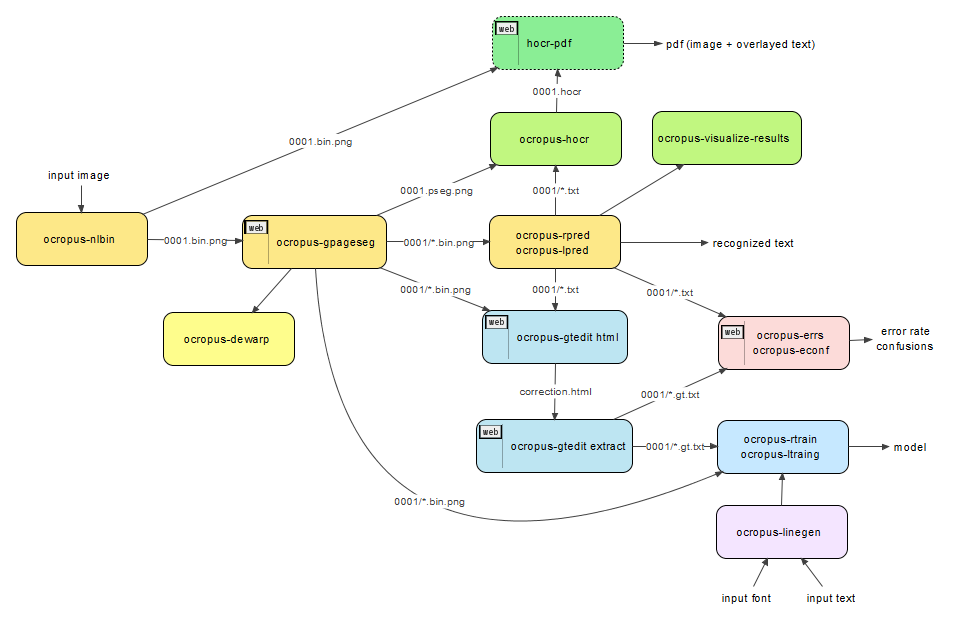 web
hocr-pdf
pdf (image + overlayed text)
0001.hocr
0001.bin.png
ocropus-hocr
ocropus-visualize-results
input image
0001.pseg.png
0001/*.txt
ocropus-nlbin
0001.bin.png
web
ocropus-gpageseg
0001/*.bin.png
ocropus-rpred
ocropus-lpred
recognized text
0001/*.bin.png
0001/*.txt
0001/*.txt
ocropus-dewarp
web
ocropus-gtedit html
web
ocropus-errs
ocropus-econf
error rate
confusions
correction.html
0001/*.gt.txt
web
ocropus-gtedit extract
0001/*.gt.txt
ocropus-rtrain
ocropus-ltraing
model
0001/*.bin.png
ocropus-linegen
input font
input text